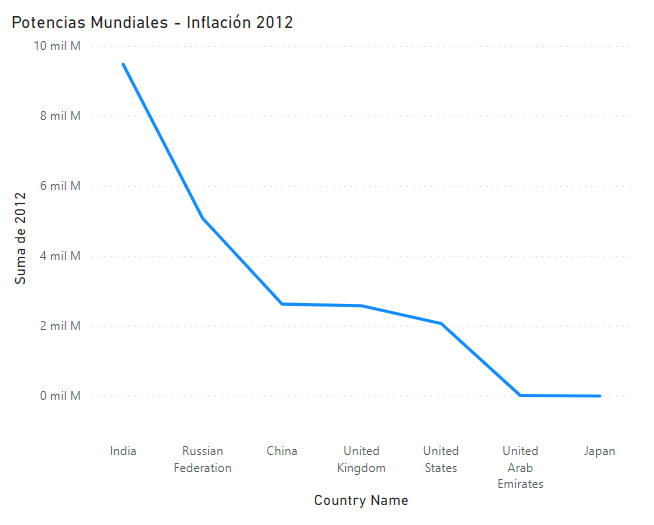 Potencias Mundiales - Inflación 2012
10 mil M
8 mil M
6 mil M
4 mil M
2 mil M
0 mil M
Suma de 2012
India
Russian
Federation
China
United
Kingdom
United
States
United
Arab
Emirates
Japan
Country Name